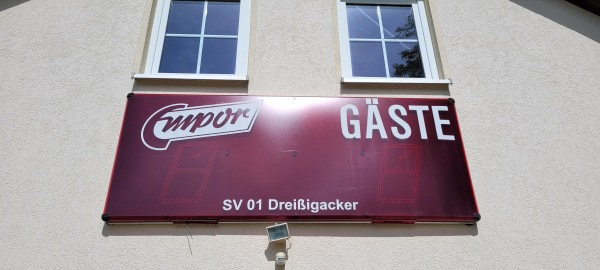 Empor GÄSTE
SV 01 Dreißigacker